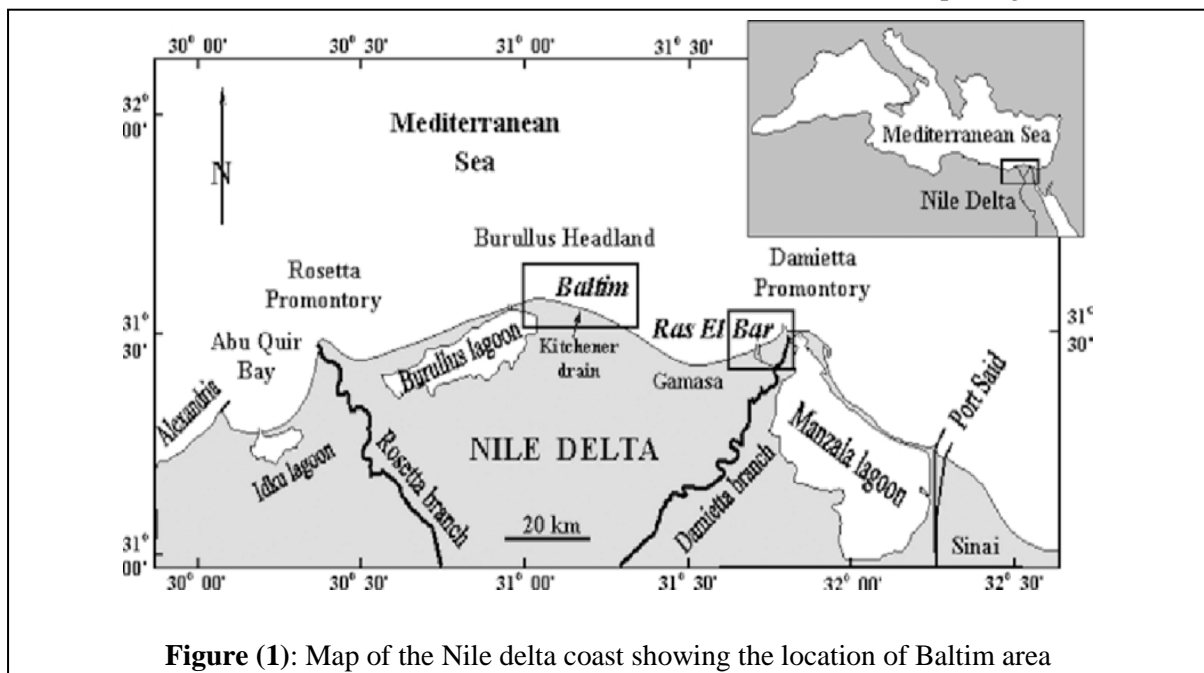 30° 00'
30° 30'
31° 00'
31° 30'
32°
00'
Mediterranean
Sea
N
Mediterranean Sea
Nile Delta
Burullus Headland
Rosetta
Promontory
Damietta
Promontory
Baltim
Ras El Bar
31°
30'
31°
30'
Abu Quir
Bay
Burullus lagoon
Kitchener
drain
Gamasa
Alexandria
Idku lagoon
Rosetta branch
NILE DELTA
Damietta branch
Manzala lagoon
Port Said
20 km
Sinai
31°
00'
31°
00'
30° 00'
30° 30'
31° 00'
31° 30'
32° 00'
32° 30'
Figure (1): Map of the Nile delta coast showing the location of Baltim area